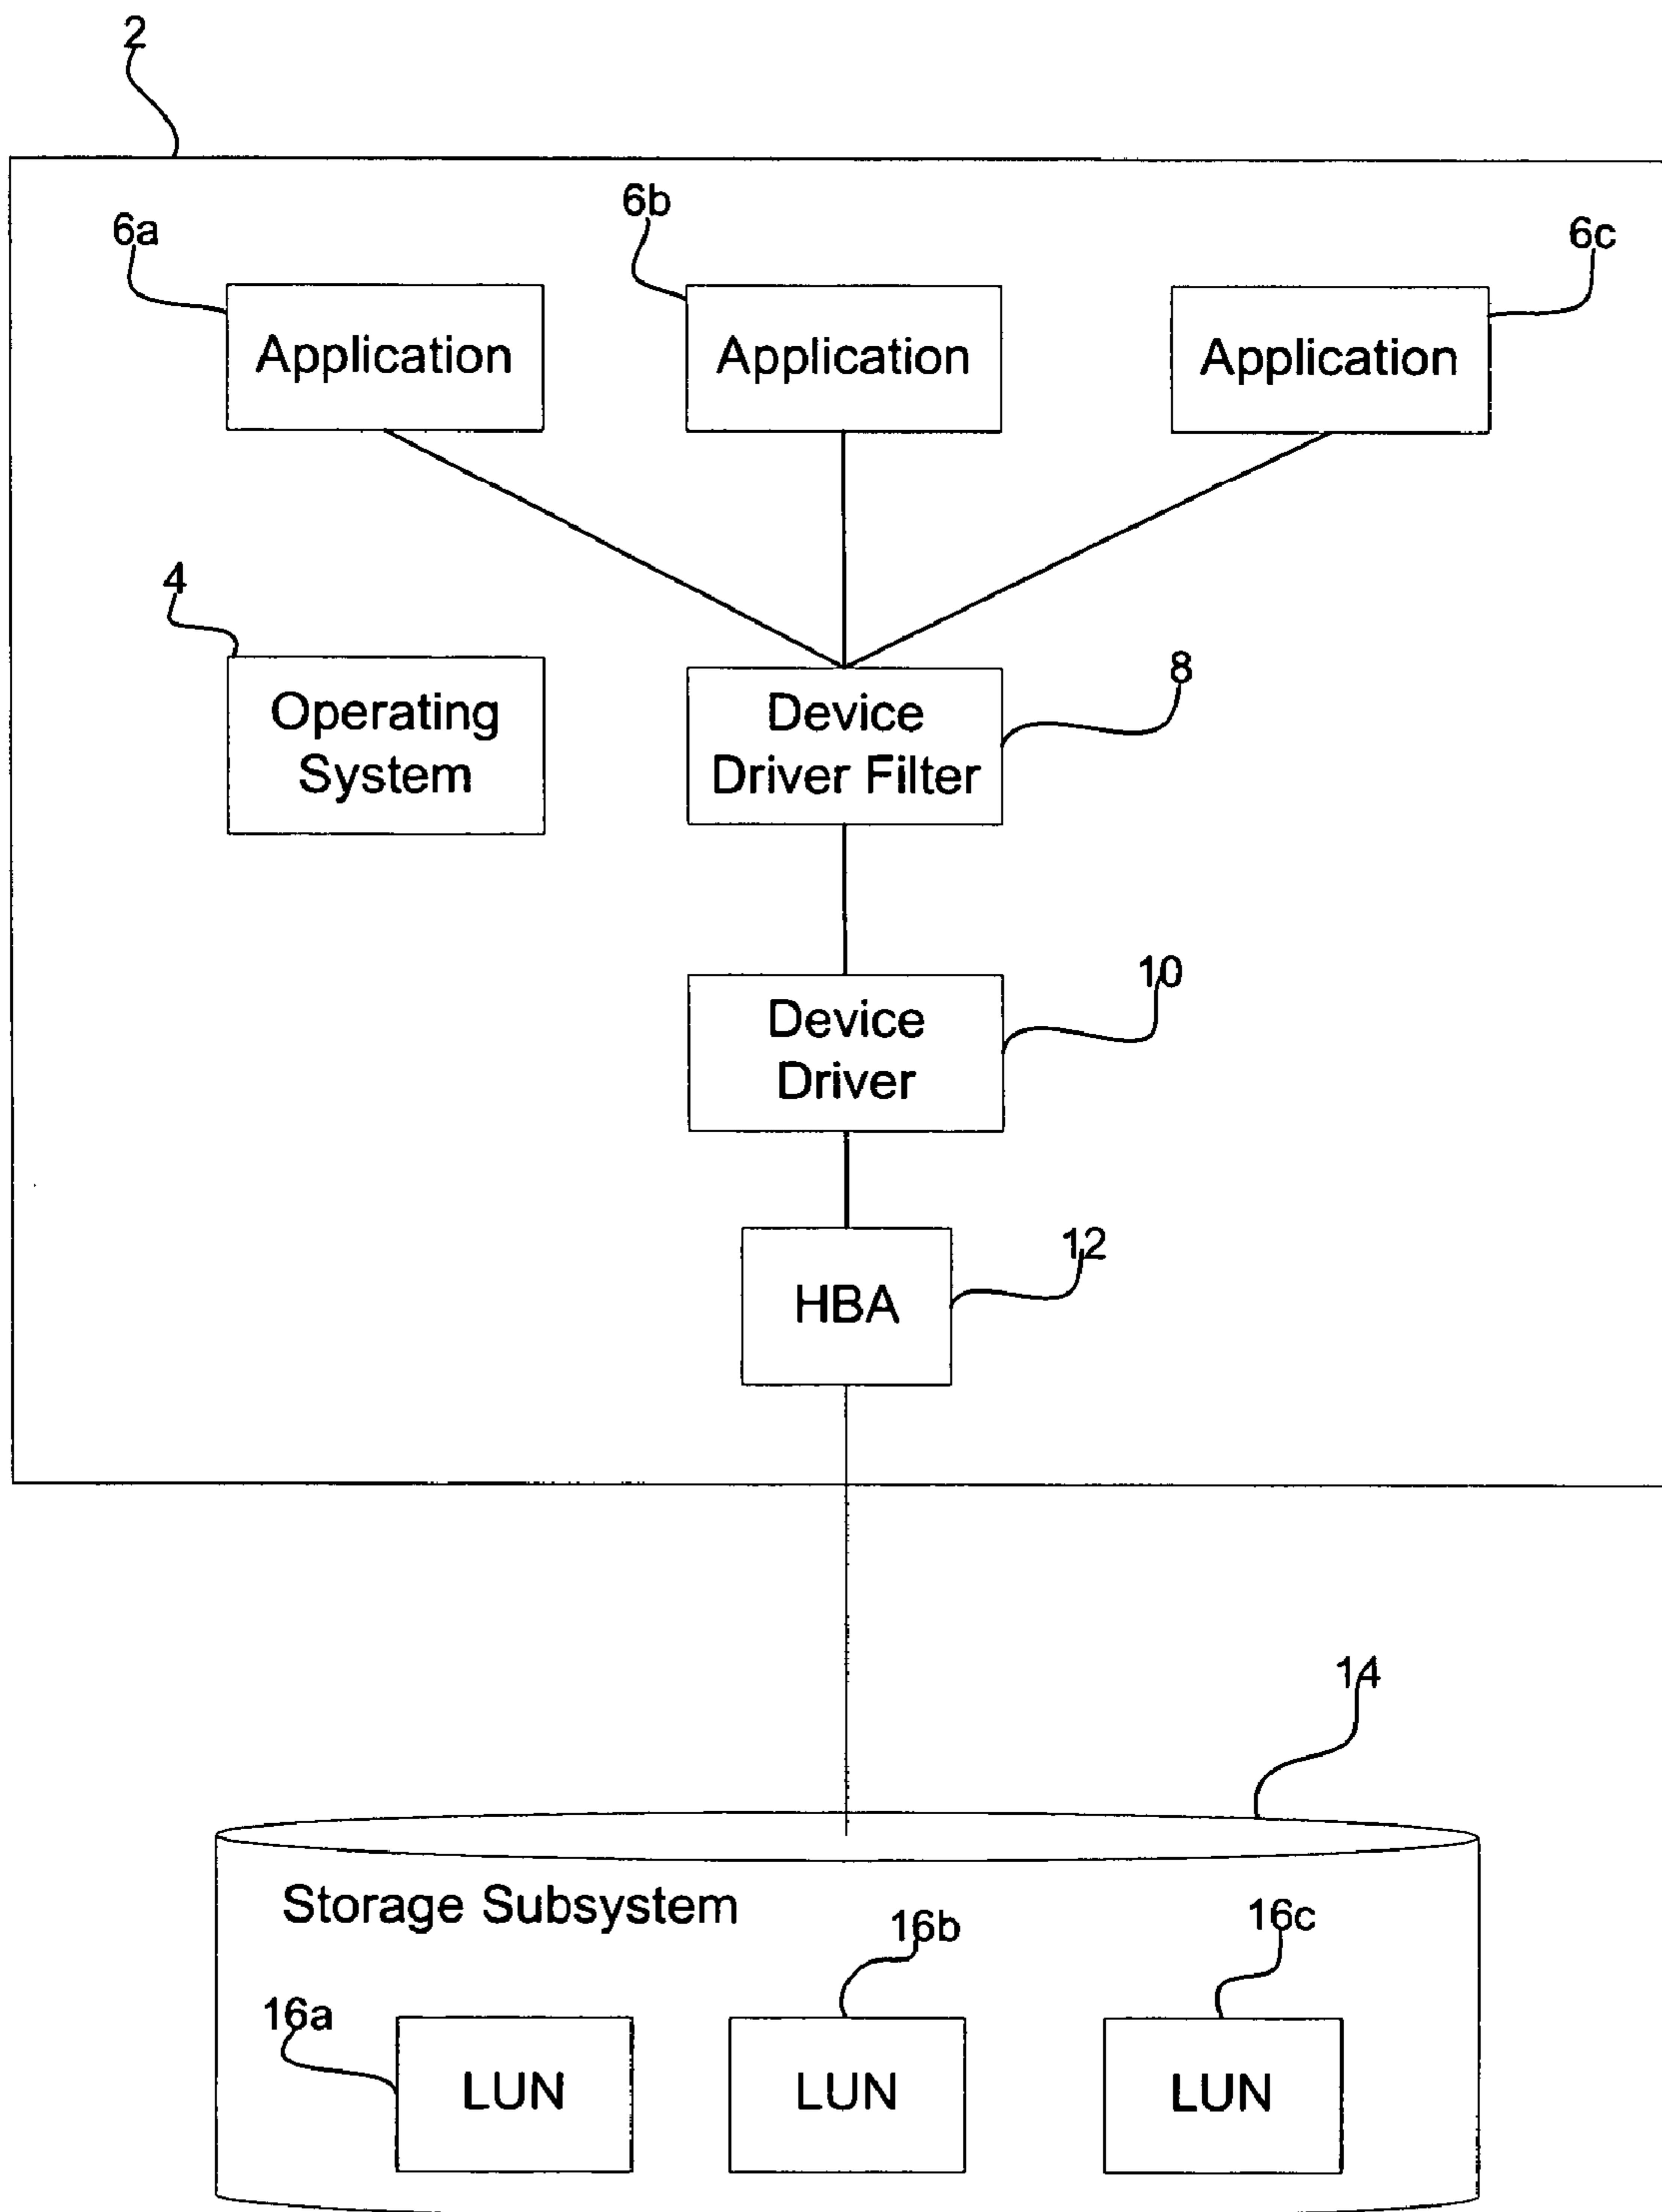 2
6a
6b
6c
Application
Application
Application
4
8
Operating
System
Device
Driver Filter
10
Device
Driver
12
HBA
14
Storage Subsystem
16b
16c
16a
LUN
LUN
LUN